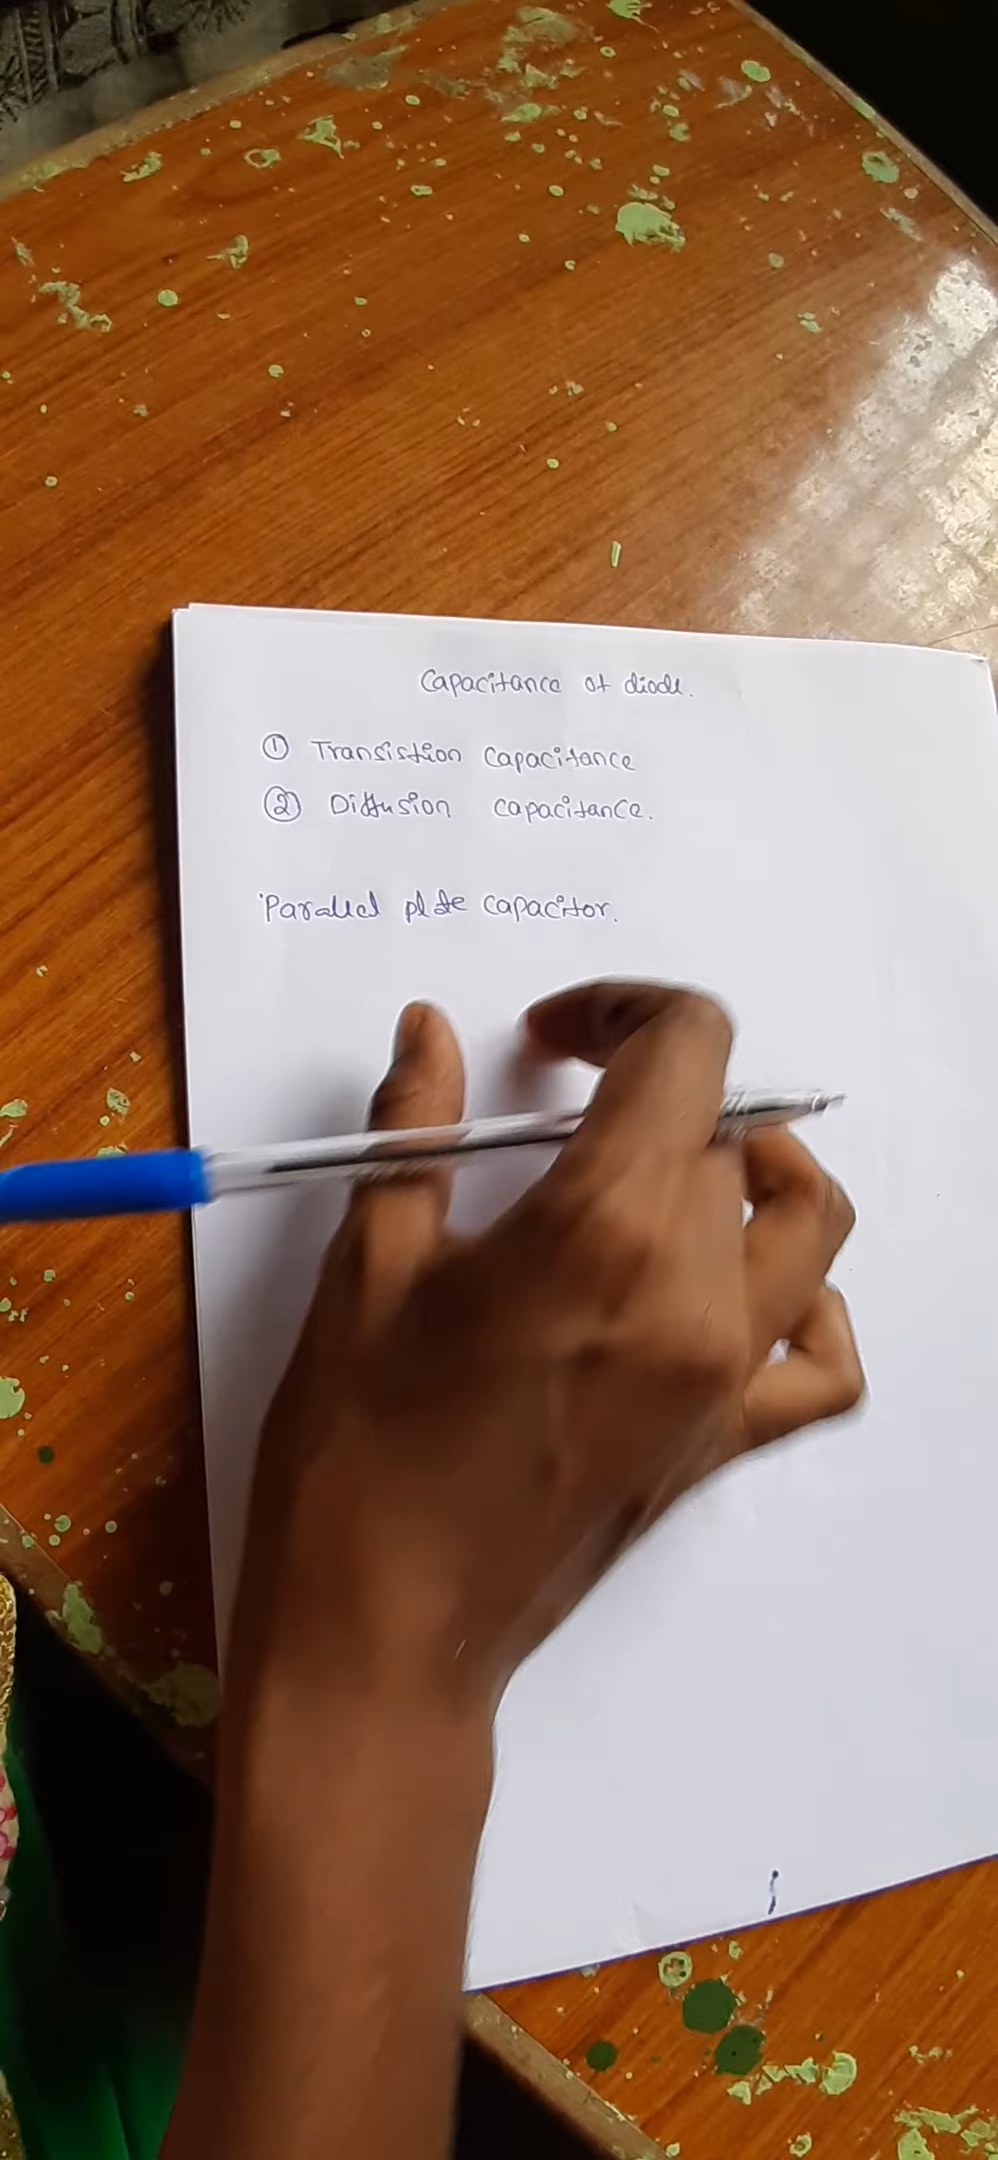 Capacitance of diode.
① Transistion Capacitance
② Diffusion capacitance.
Parallel plate capacitor.